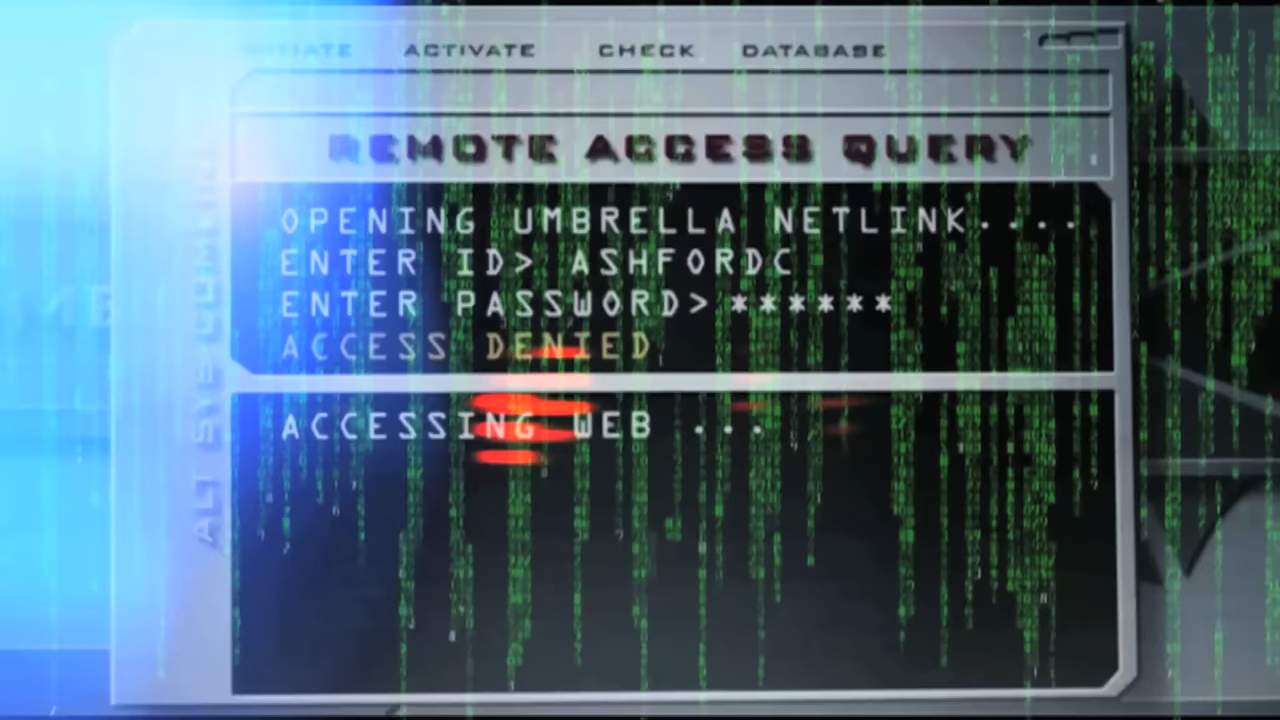 ACTIVATE CHECK DATABASE
REMOTE ACCESS QUERY
OPENING UMBRELLA NETLINK....
ENTER ID> ASHFORDC
ENTER PASSWORD> ******
ACCESS DENIED
ACCESSING WEB ...